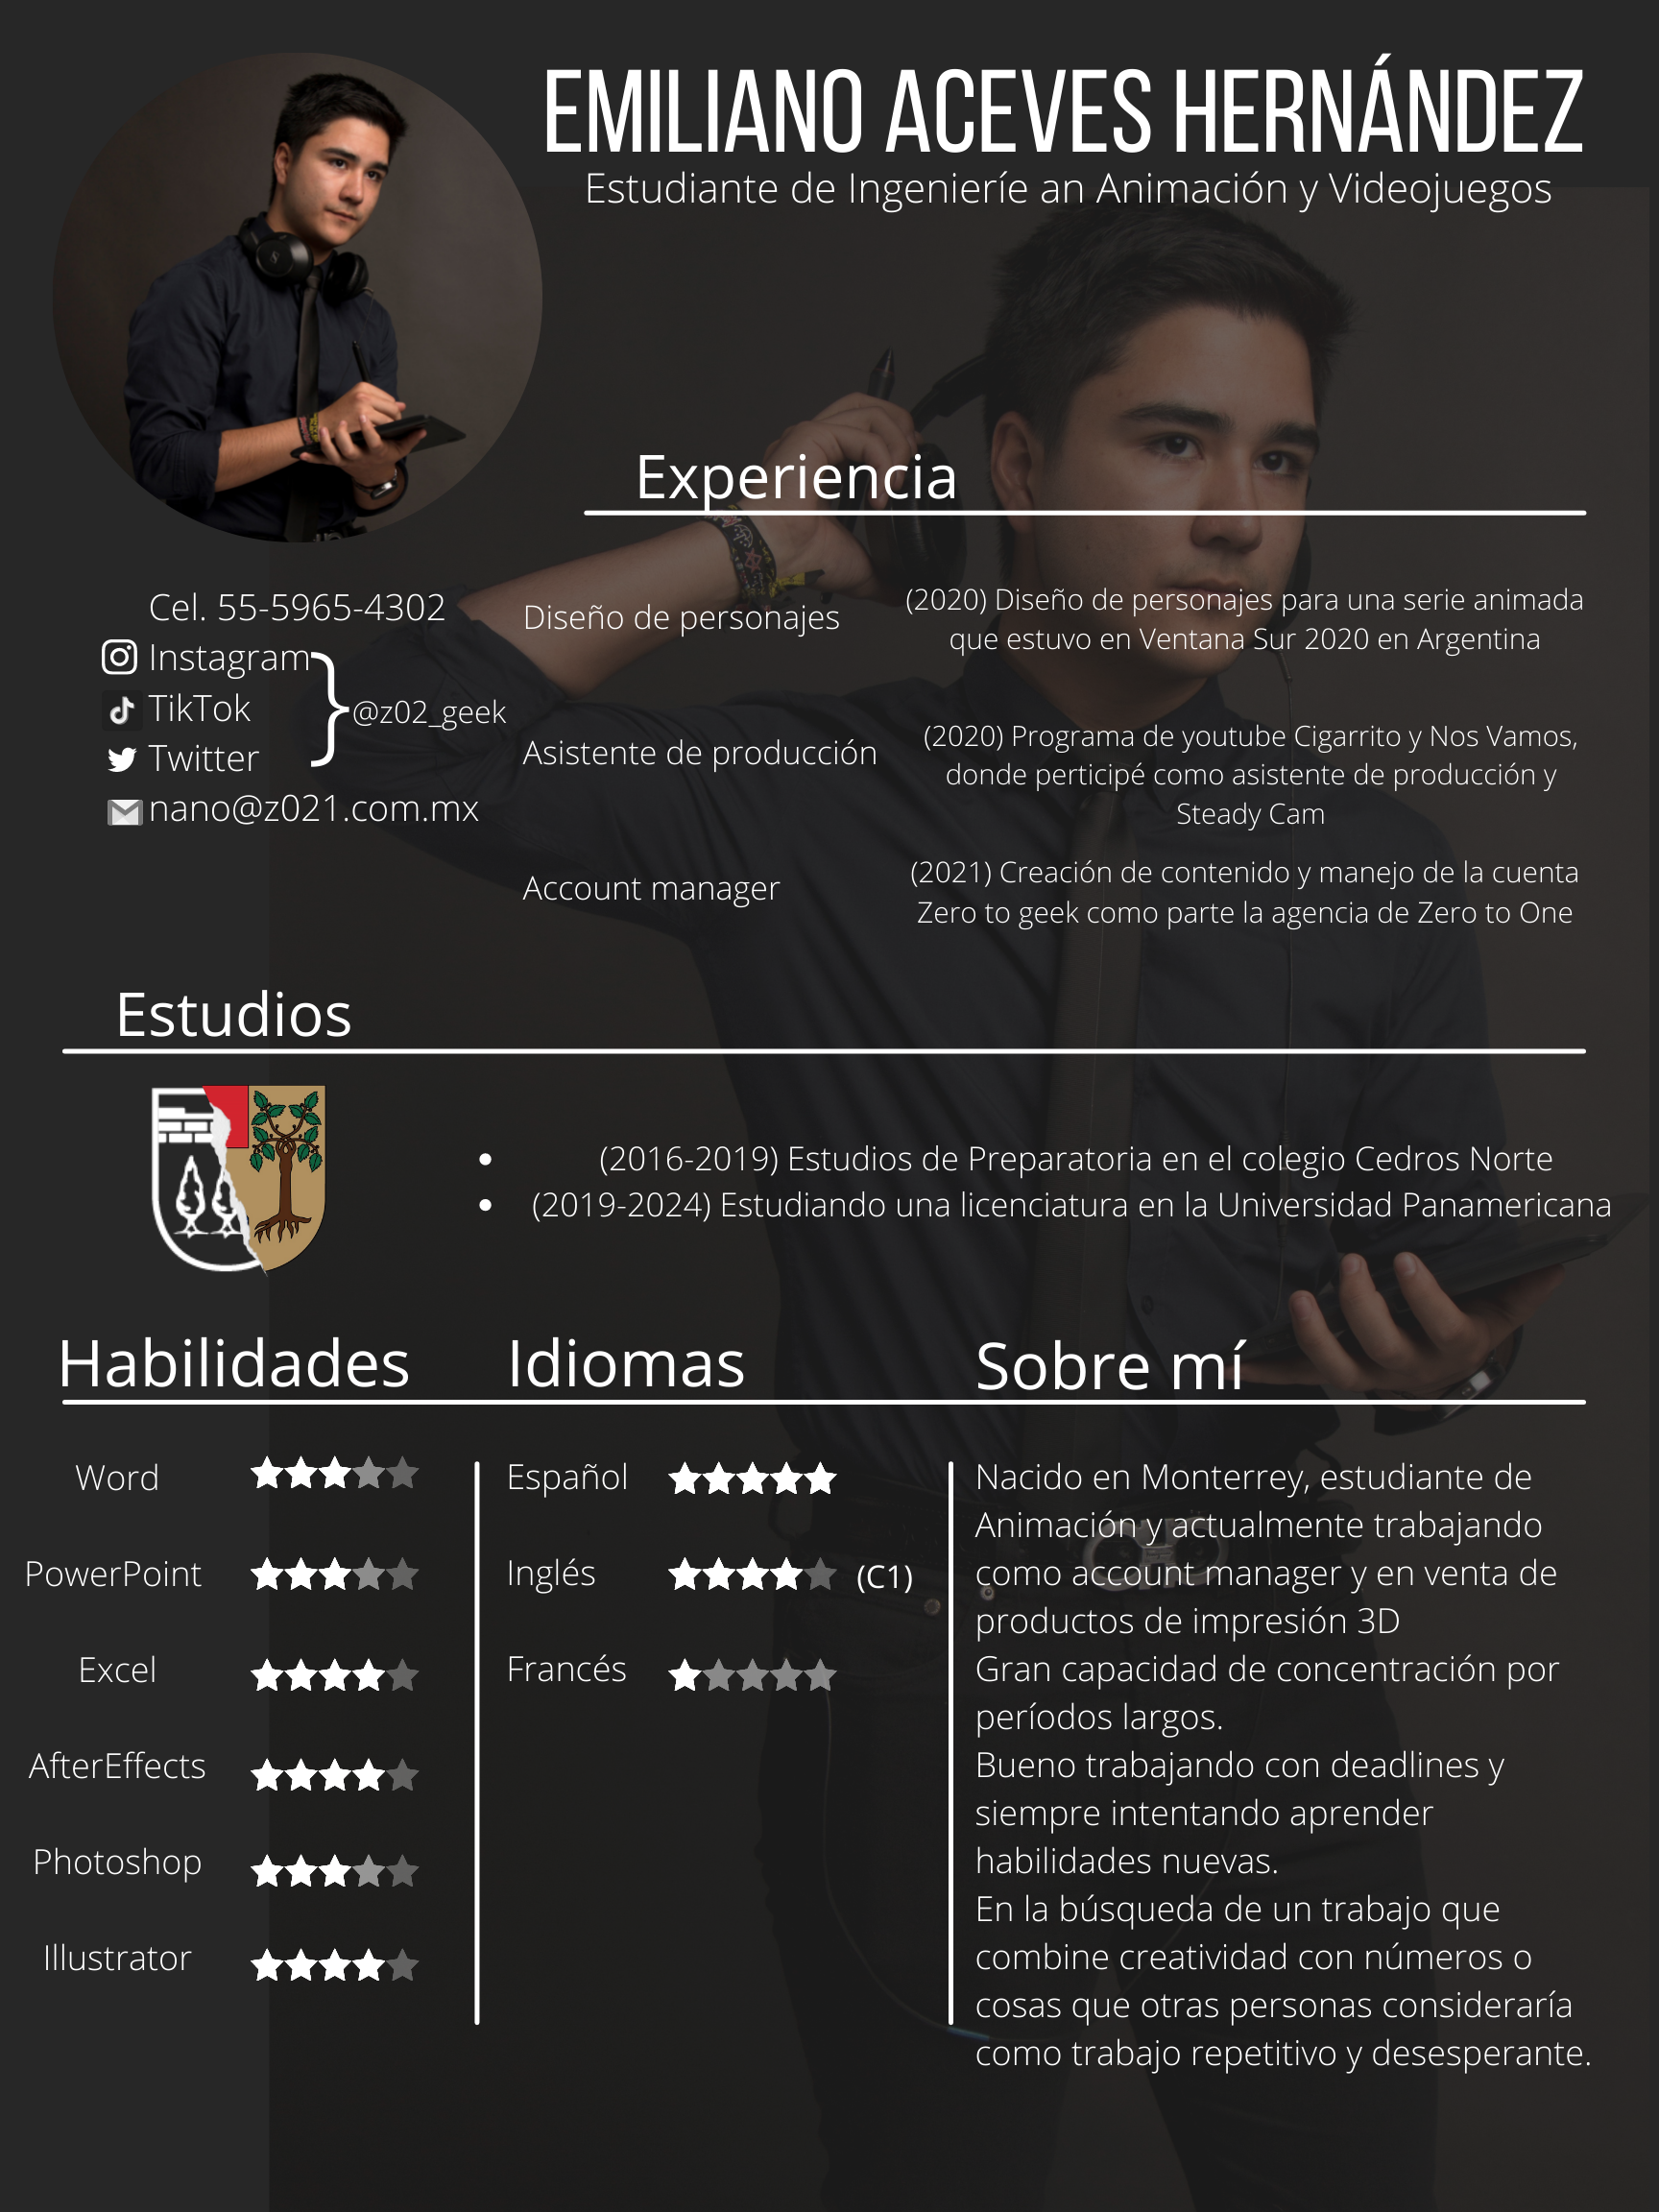 EMILIANO ACEVES HERNÁNDEZ
Estudiante de Ingenieríe an Animación y Videojuegos
Cel. 55-5965-4302
Instagram
TikTok
Twitter
@z02_geek
nano@z021.com.mx
Experiencia
Diseño de personajes
(2020) Diseño de personajes para una serie animada
que estuvo en Ventana Sur 2020 en Argentina
Asistente de producción
(2020) Programa de youtube Cigarrito y Nos Vamos,
donde perticipé como asistente de producción y
Steady Cam
Account manager
(2021) Creación de contenido y manejo de la cuenta
Zero to geek como parte la agencia de Zero to One
Estudios
• (2016-2019) Estudios de Preparatoria en el colegio Cedros Norte
• (2019-2024) Estudiando una licenciatura en la Universidad Panamericana
Habilidades
Word
PowerPoint
Excel
AfterEffects
Photoshop
Illustrator
Idiomas
Español
Inglés (C1)
Francés
Sobre mí
Nacido en Monterrey, estudiante de
Animación y actualmente trabajando
como account manager y en venta de
productos de impresión 3D
Gran capacidad de concentración por
períodos largos.
Bueno trabajando con deadlines y
siempre intentando aprender
habilidades nuevas.
En la búsqueda de un trabajo que
combine creatividad con números o
cosas que otras personas consideraría
como trabajo repetitivo y desesperante.